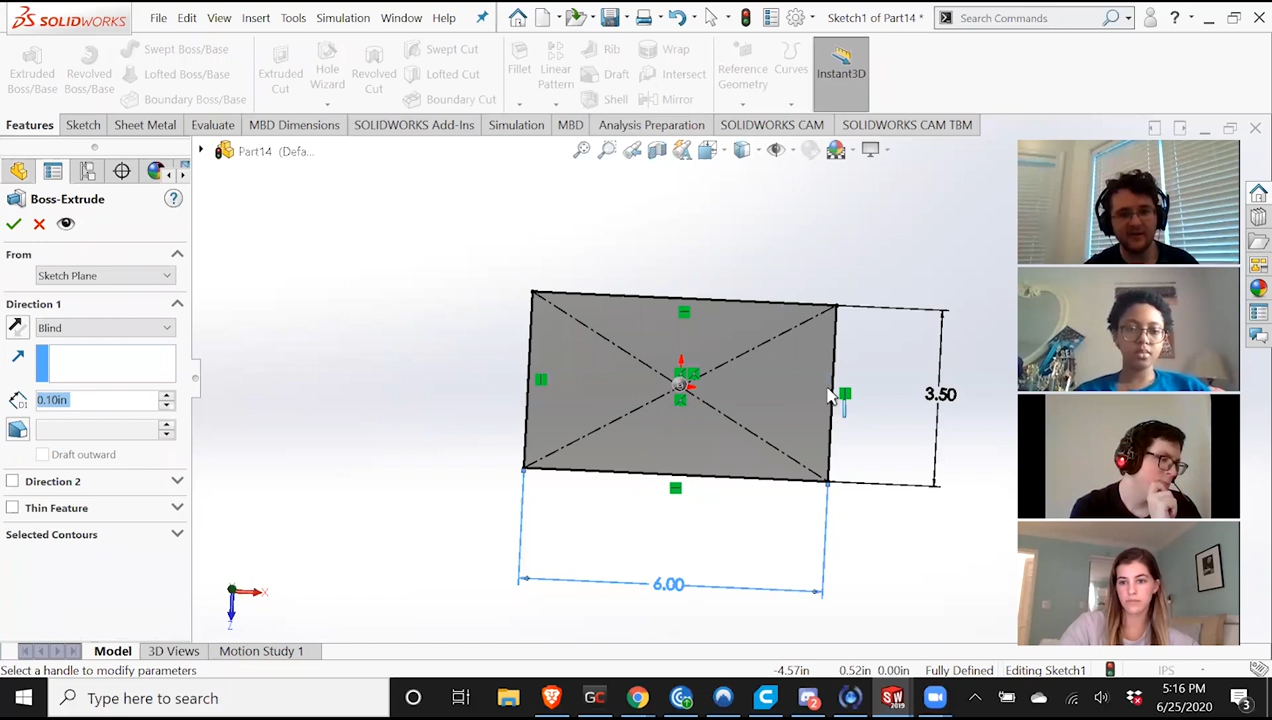 SOLIDWORKS File Edit View Insert Tools Simulation Window Help Sketch1 of Part14 * Search Commands ?
Extruded Boss/Base
Revolved Boss/Base
Swept Boss/Base
Lofted Boss/Base
Boundary Boss/Base
Extruded Cut
Hole Wizard
Revolved Cut
Swept Cut
Lofted Cut
Boundary Cut
Fillet
Linear Pattern
Rib
Draft
Shell
Wrap
Intersect
Mirror
Reference Geometry
Curves
Instant3D
Features Sketch Sheet Metal Evaluate MBD Dimensions SOLIDWORKS Add-Ins Simulation MBD Analysis Preparation SOLIDWORKS CAM SOLIDWORKS CAM TBM
Part14 (Defa...
Boss-Extrude ?
From
Sketch Plane
Direction 1
Blind
D1 0.10in
Draft outward
Direction 2
Thin Feature
Selected Contours
3.50
6.00
X
Z
Model 3D Views Motion Study 1
Select a handle to modify parameters -4.57in 0.52in 0.00in Fully Defined Editing Sketch1 IPS -
Type here to search GC SW 2019 5:16 PM
6/25/2020 3